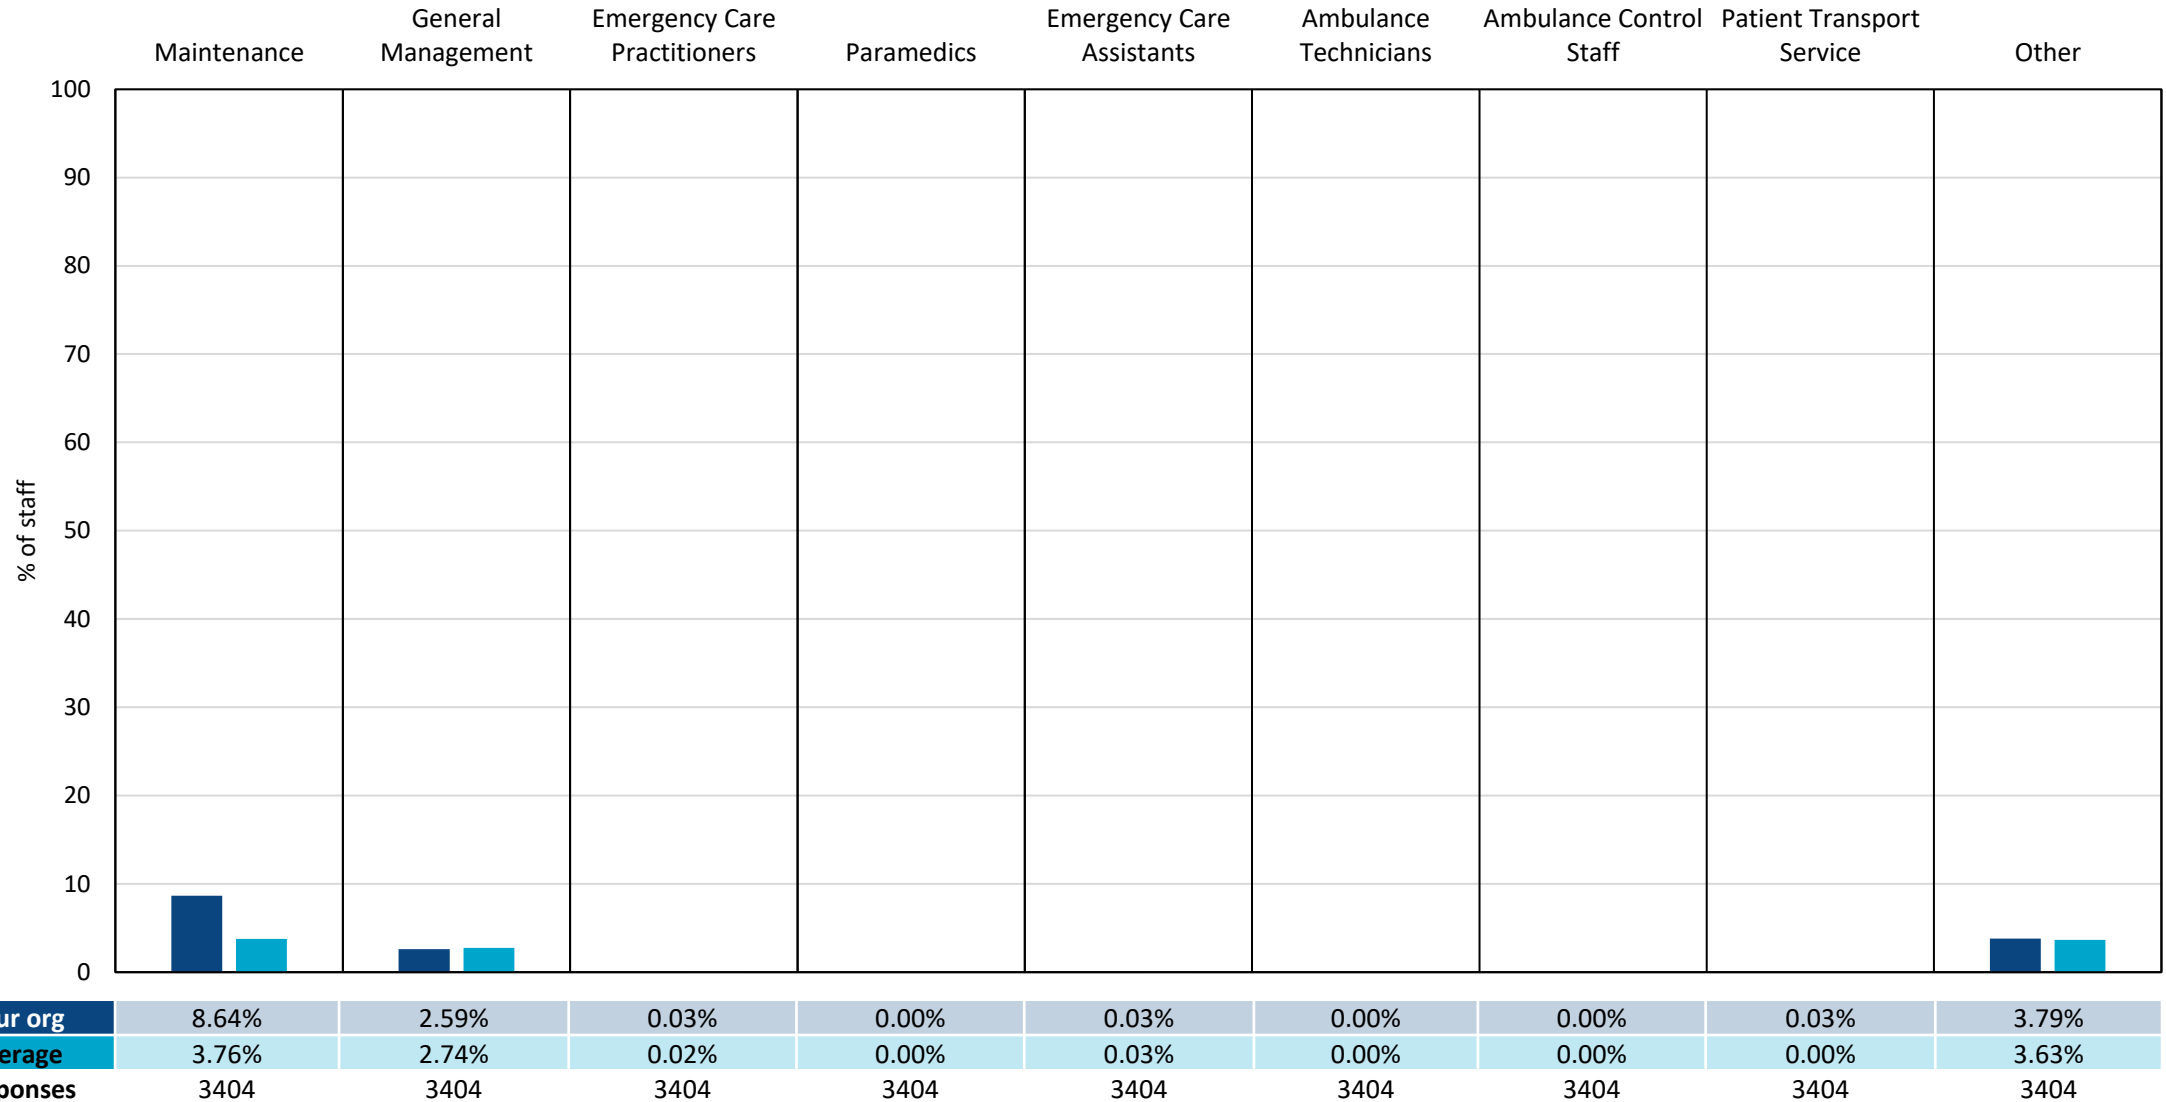 Maintenance
General
Management
Emergency Care
Practitioners
Paramedics
Emergency Care
Assistants
Ambulance
Technicians
Ambulance Control
Staff
Patient Transport
Service
Other
% of staff
100
90
80
70
60
50
40
30
20
10
0
ur org 8.64% 2.59% 0.03% 0.00% 0.03% 0.00% 0.00% 0.03% 3.79%
erage 3.76% 2.74% 0.02% 0.00% 0.03% 0.00% 0.00% 0.00% 3.63%
ponses 3404 3404 3404 3404 3404 3404 3404 3404 3404